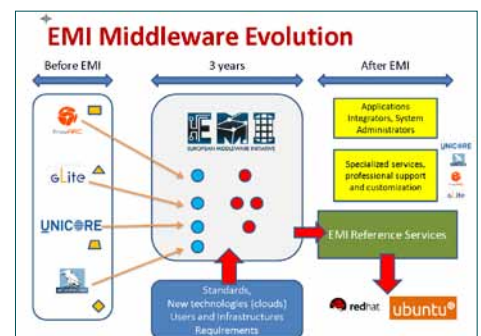 EMI Middleware Evolution
Before EMI
3 years
After EMI
KnowARC
gLite
UNICORE
EMI
EUROPEAN MIDDLEWARE INITIATIVE
Applications
Integrators, System
Administrators
Specialized services,
professional support
and customization
UNICORE
gLite
EMI Reference Services
Standards,
New technologies (clouds)
Users and Infrastructures
Requirements
redhat
ubuntu